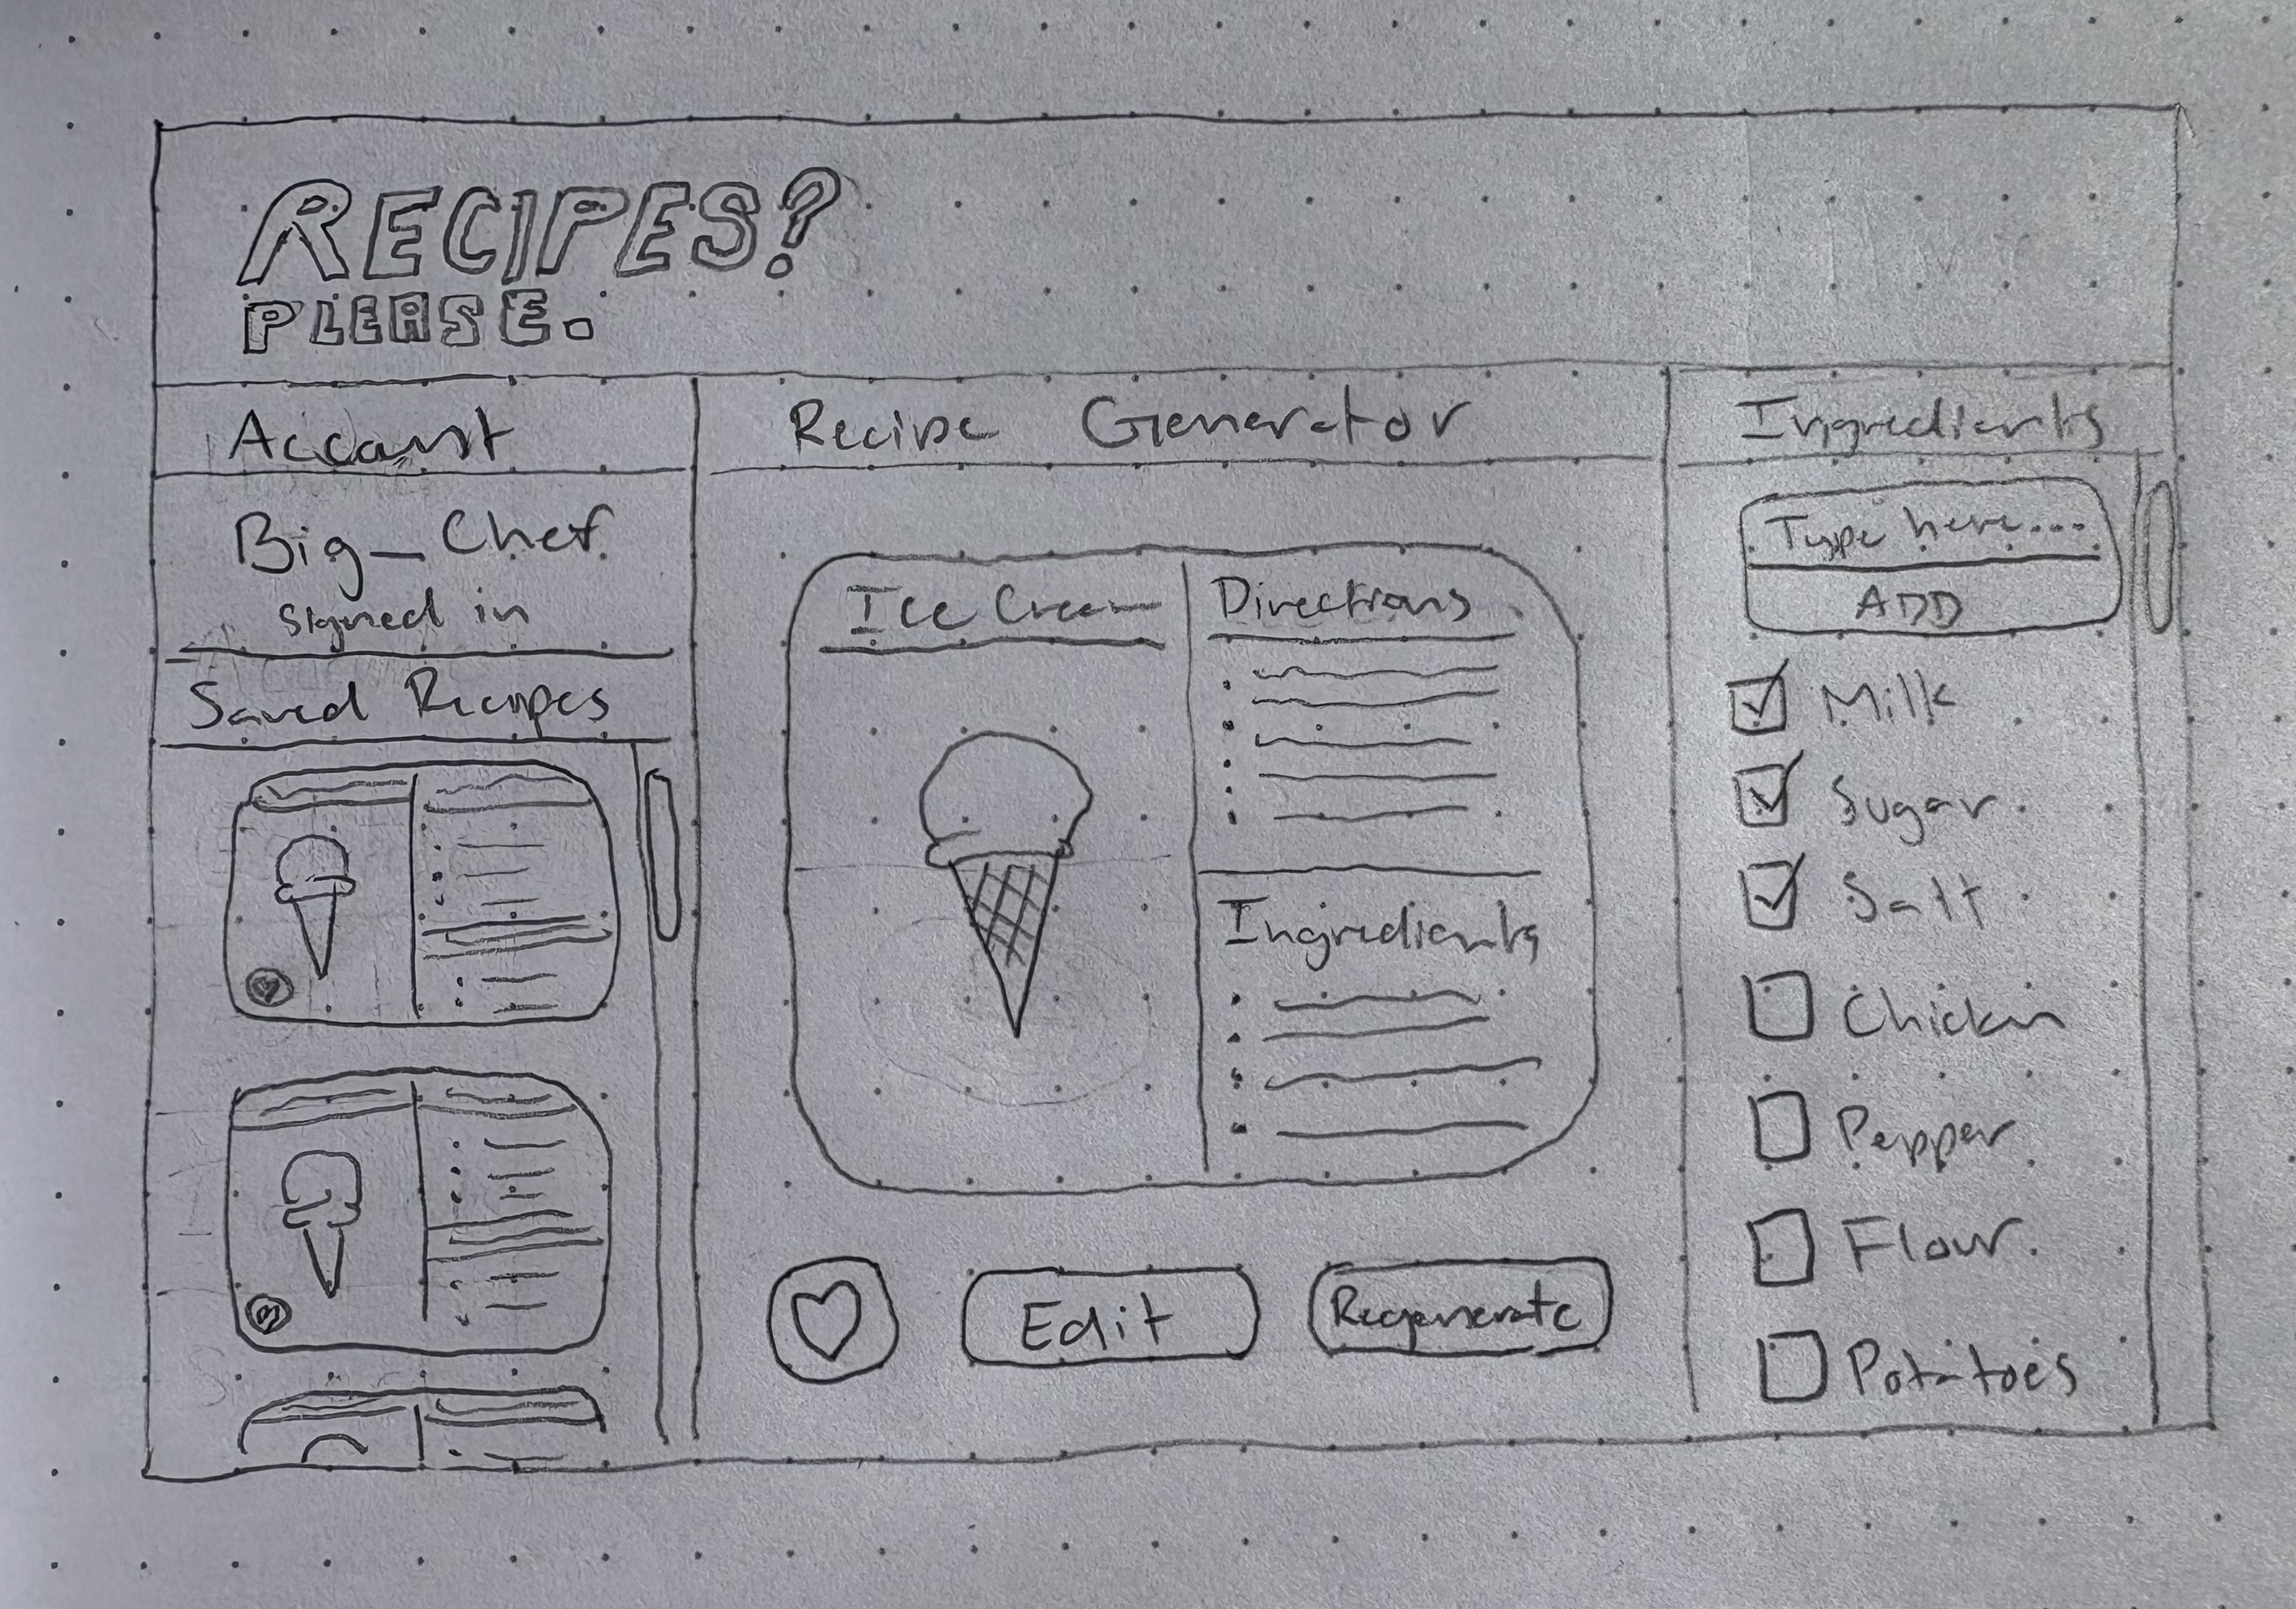 RECIPES?
PLEASE.
Account
Big_Chef
signed in
Saved Recipes
Recipe Generator
Ice Cream
Directions
Ingredients
Edit
Regenerate
Ingredients
Type here...
ADD
Milk
Sugar
Salt
Chicken
Pepper
Flour
Potatoes